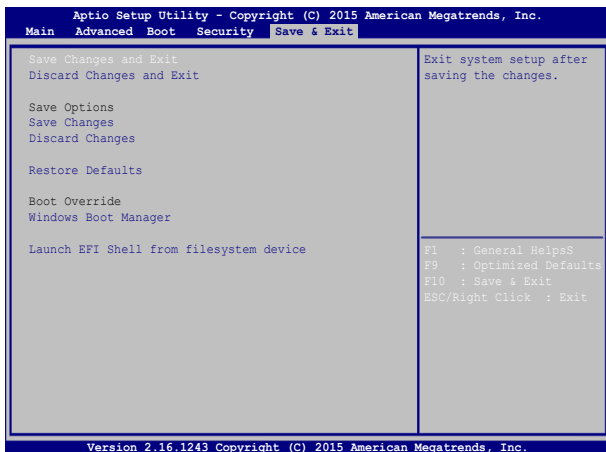 Aptio Setup Utility - Copyright (C) 2015 American Megatrends, Inc.
Main Advanced Boot Security Save & Exit
Save Changes and Exit
Discard Changes and Exit
Save Options
Save Changes
Discard Changes
Restore Defaults
Boot Override
Windows Boot Manager
Launch EFI Shell from filesystem device
Exit system setup after
saving the changes.
F1 : General HelpsS
F9 : Optimized Defaults
F10 : Save & Exit
ESC/Right Click : Exit
Version 2.16.1243 Copyright (C) 2015 American Megatrends, Inc.